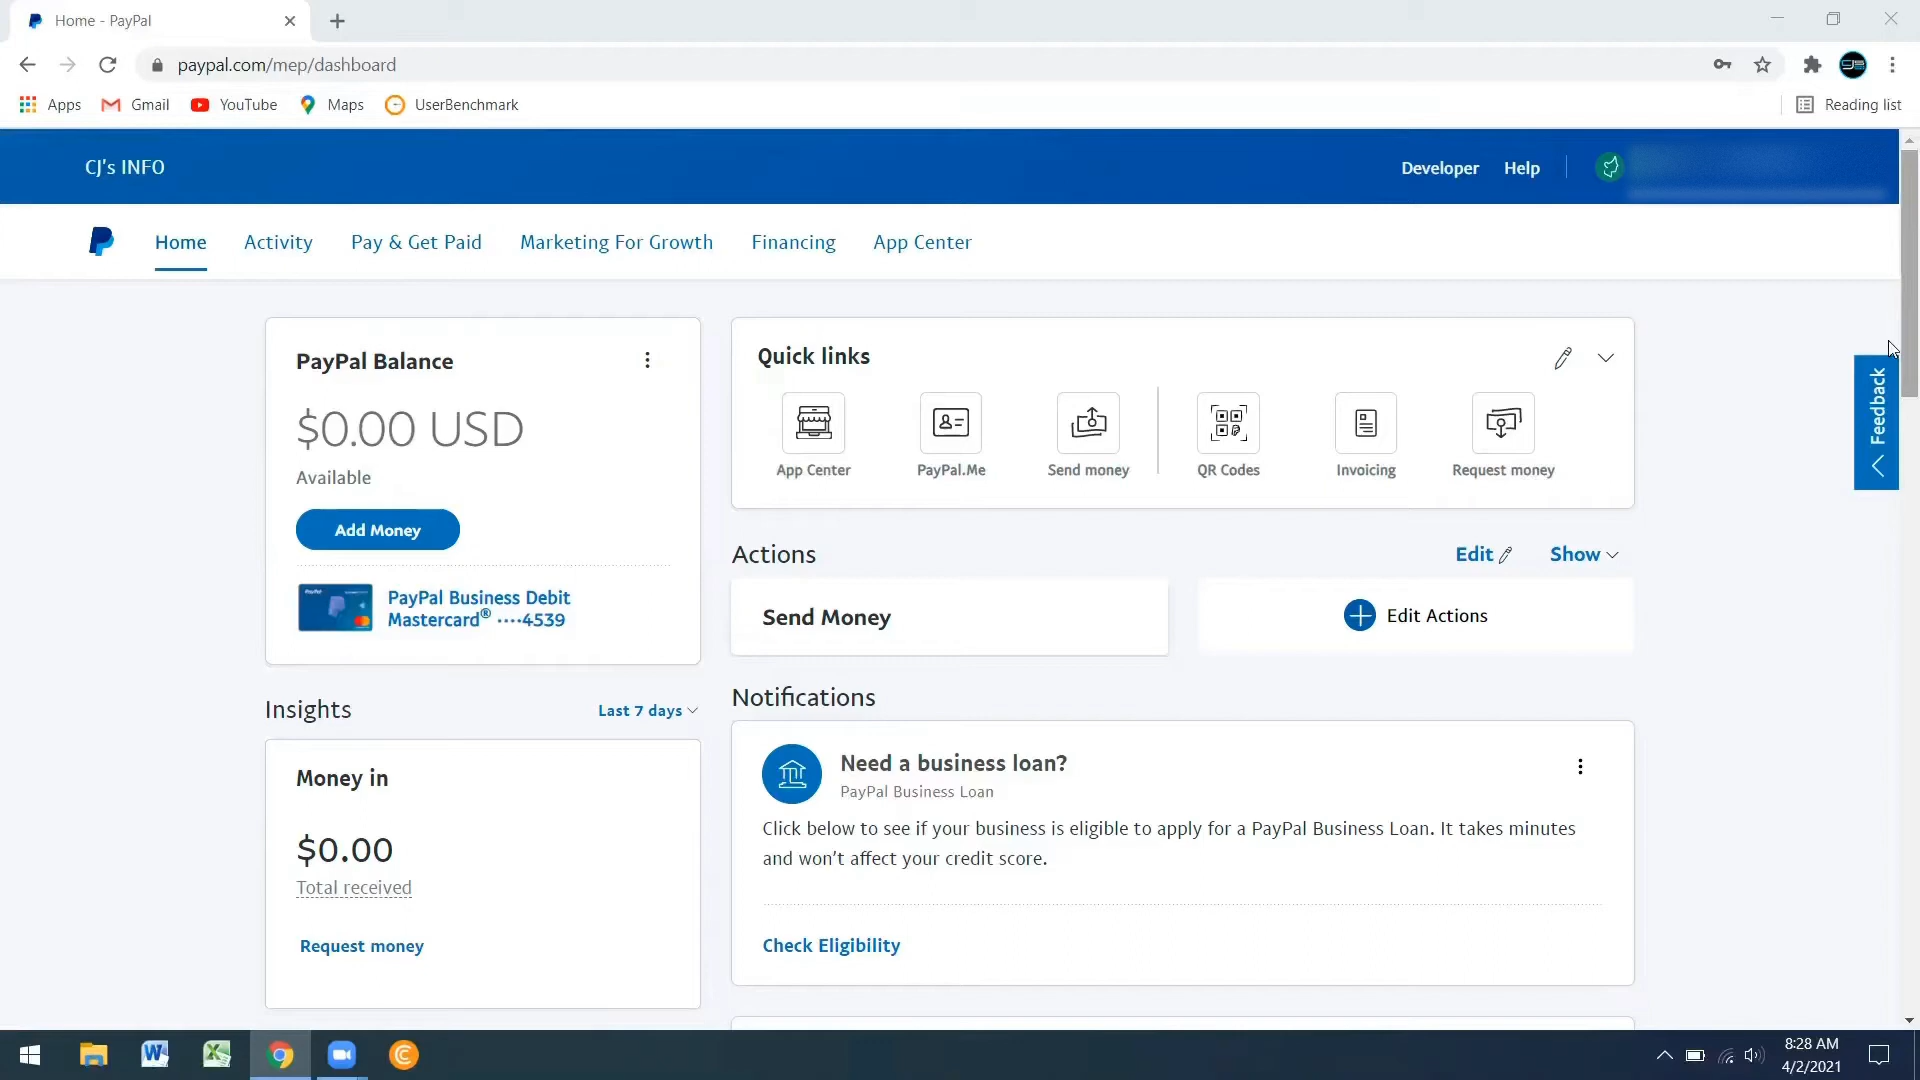 Home - PayPal
paypal.com/mep/dashboard
Apps
Gmail
YouTube
Maps
UserBenchmark
Reading list
CJ's INFO
Developer
Help
Home
Activity
Pay & Get Paid
Marketing For Growth
Financing
App Center
PayPal Balance
$0.00 USD
Available
Add Money
PayPal Business Debit
Mastercard® ····4539
Quick links
App Center
PayPal.Me
Send money
QR Codes
Invoicing
Request money
Feedback
Actions
Edit
Show
Send Money
Edit Actions
Insights
Last 7 days
Money in
$0.00
Total received
Request money
Notifications
Need a business loan?
PayPal Business Loan
Click below to see if your business is eligible to apply for a PayPal Business Loan. It takes minutes
and won’t affect your credit score.
Check Eligibility
8:28 AM
4/2/2021